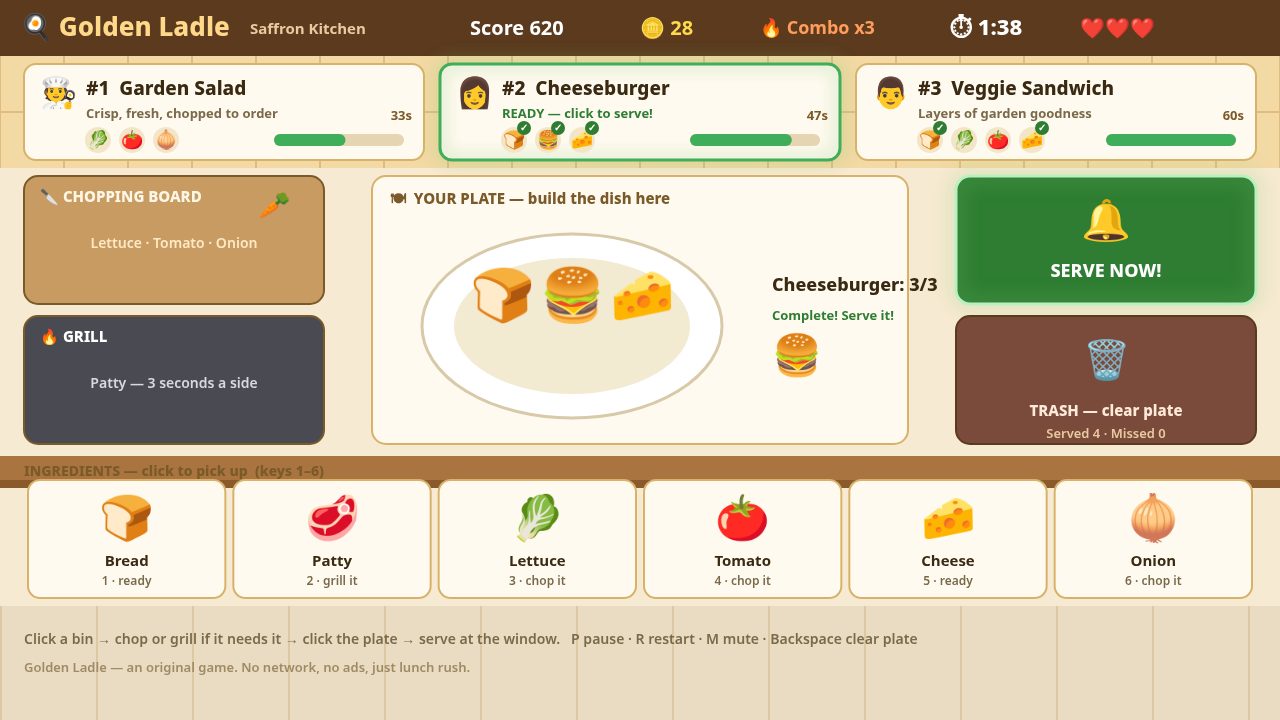 Golden Ladle
Saffron Kitchen
Score 620
28
Combo x3
1:38
#1 Garden Salad
Crisp, fresh, chopped to order
33s
#2 Cheeseburger
READY — click to serve!
47s
#3 Veggie Sandwich
Layers of garden goodness
60s
CHOPPING BOARD
Lettuce · Tomato · Onion
GRILL
Patty — 3 seconds a side
YOUR PLATE — build the dish here
Cheeseburger: 3/3
Complete! Serve it!
SERVE NOW!
TRASH — clear plate
Served 4 · Missed 0
INGREDIENTS — click to pick up (keys 1–6)
Bread
1 · ready
Patty
2 · grill it
Lettuce
3 · chop it
Tomato
4 · chop it
Cheese
5 · ready
Onion
6 · chop it
Click a bin → chop or grill if it needs it → click the plate → serve at the window. P pause · R restart · M mute · Backspace clear plate
Golden Ladle — an original game. No network, no ads, just lunch rush.